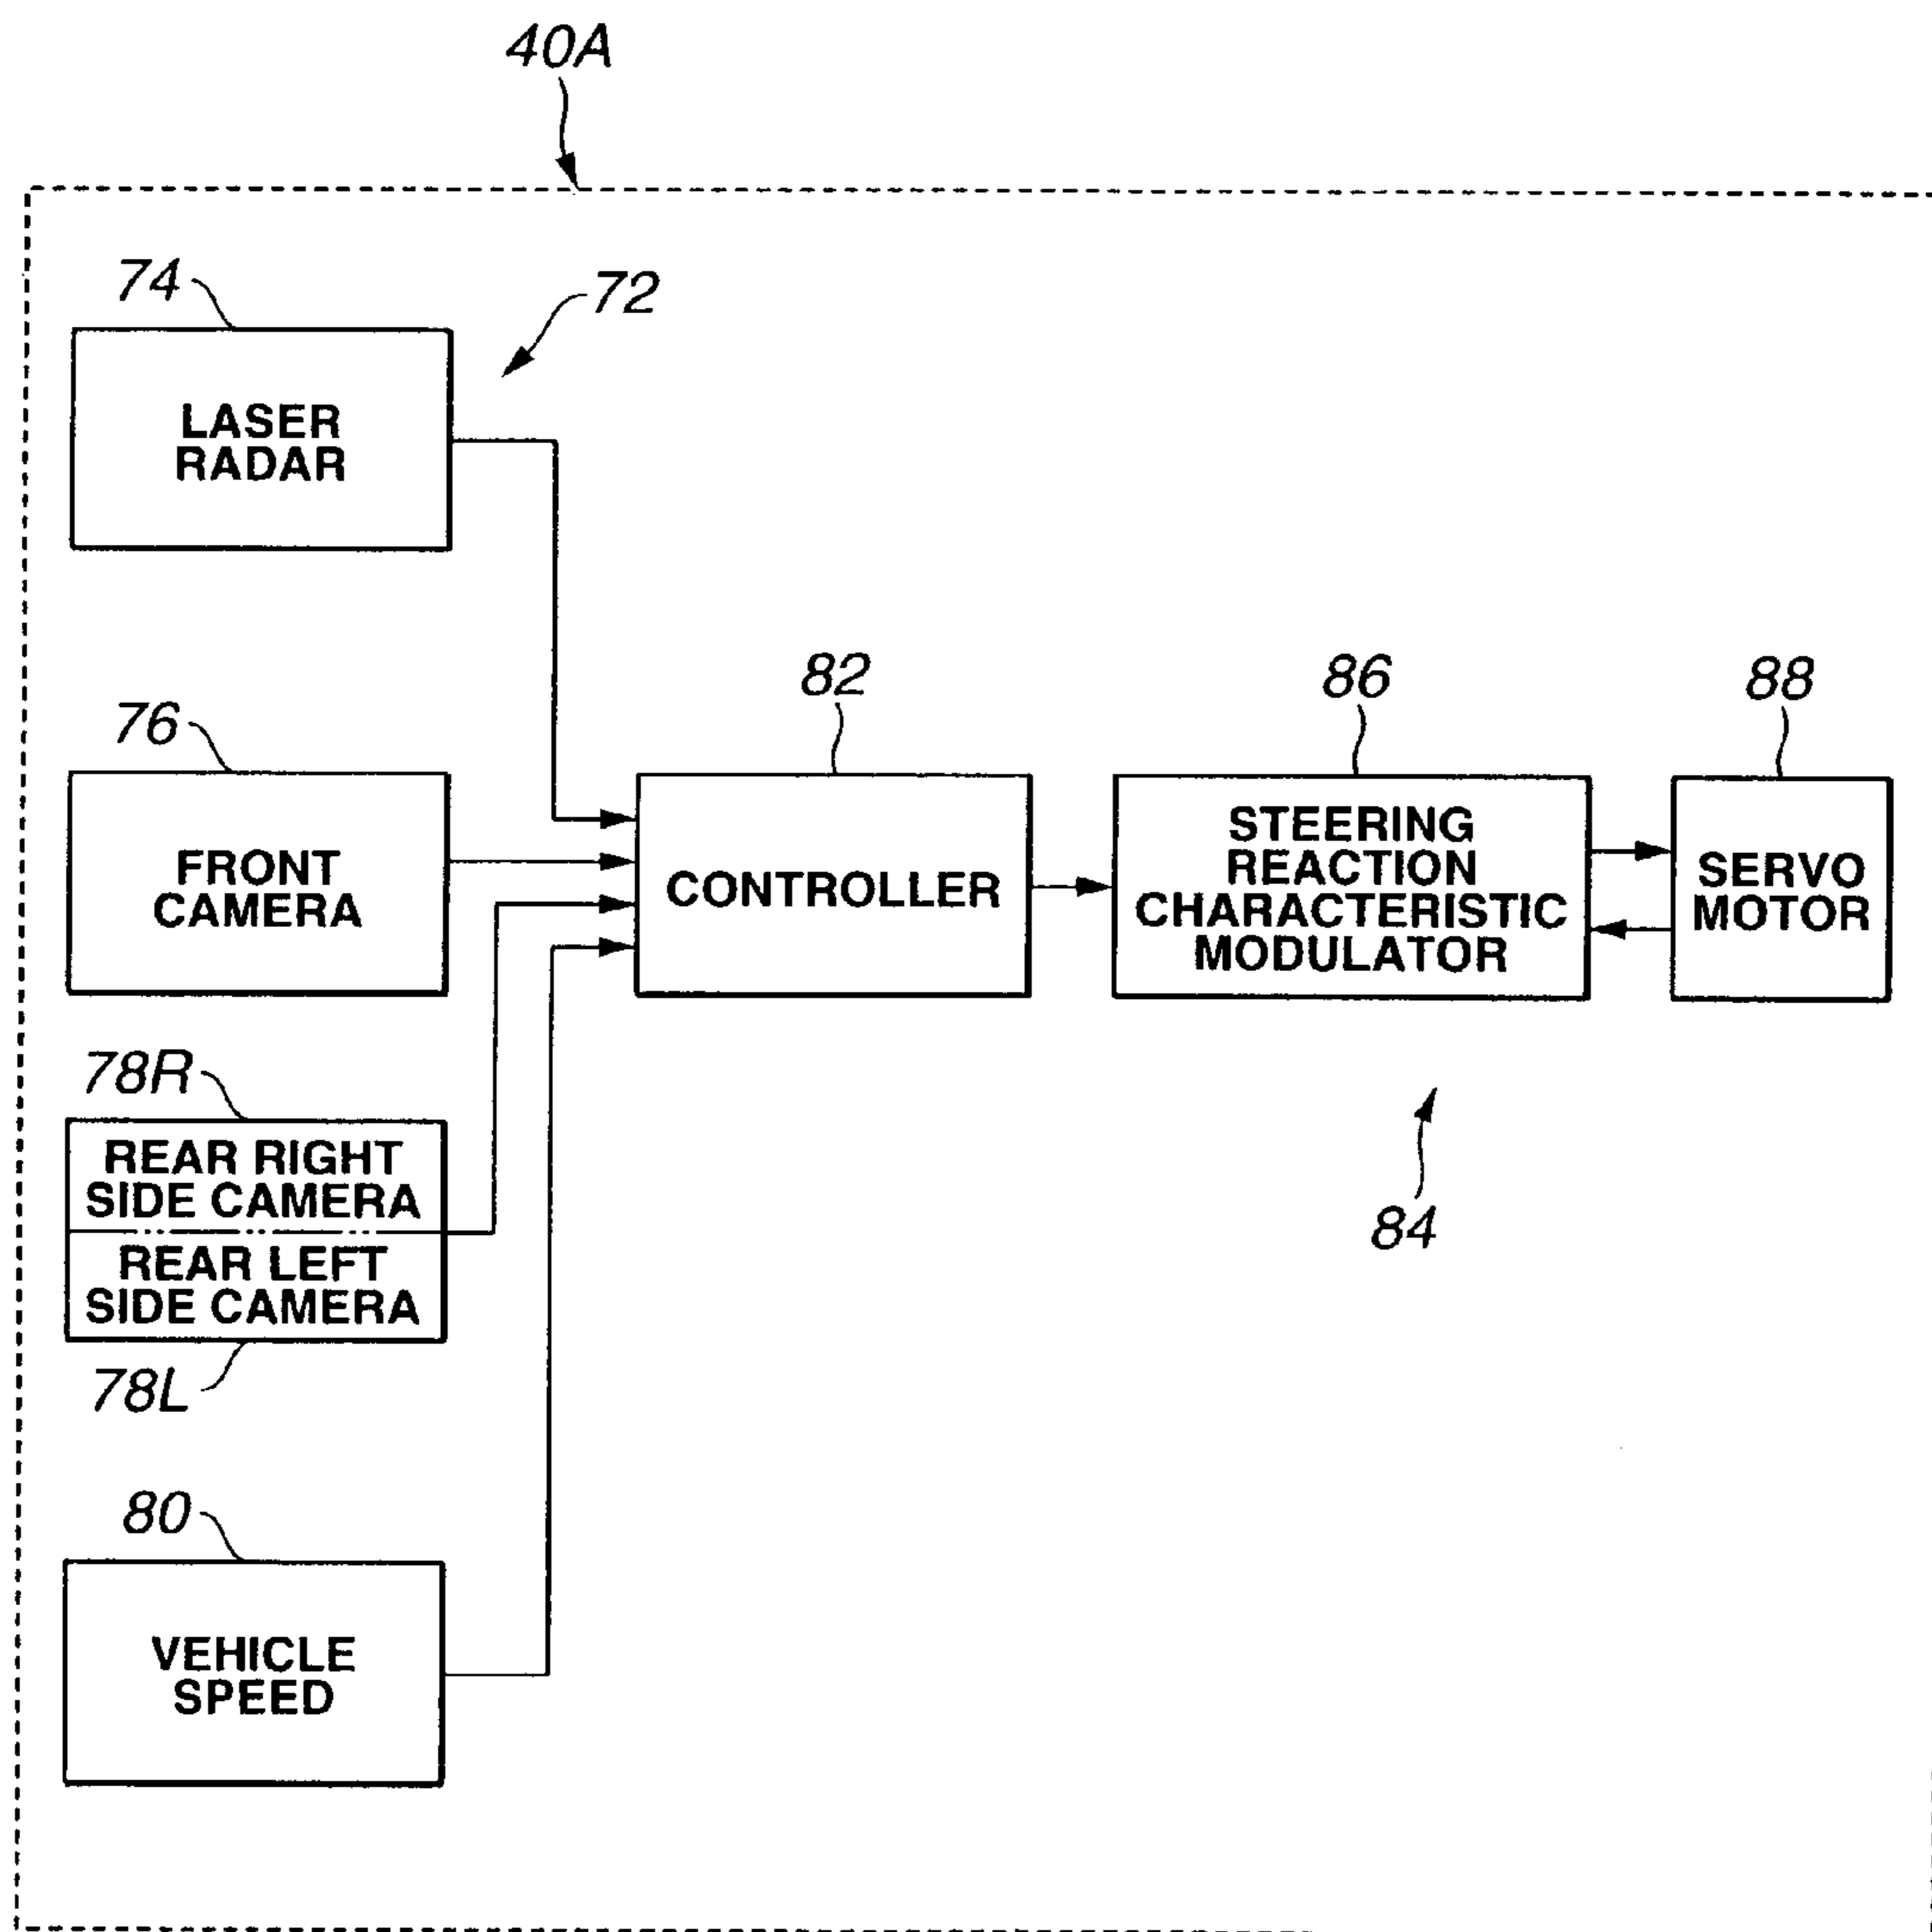 40A
74
72
LASER
RADAR
76
82
86
88
FRONT
CAMERA
CONTROLLER
STEERING
REACTION
CHARACTERISTIC
MODULATOR
SERVO
MOTOR
78R
REAR RIGHT
SIDE CAMERA
REAR LEFT
SIDE CAMERA
78L
84
80
VEHICLE
SPEED